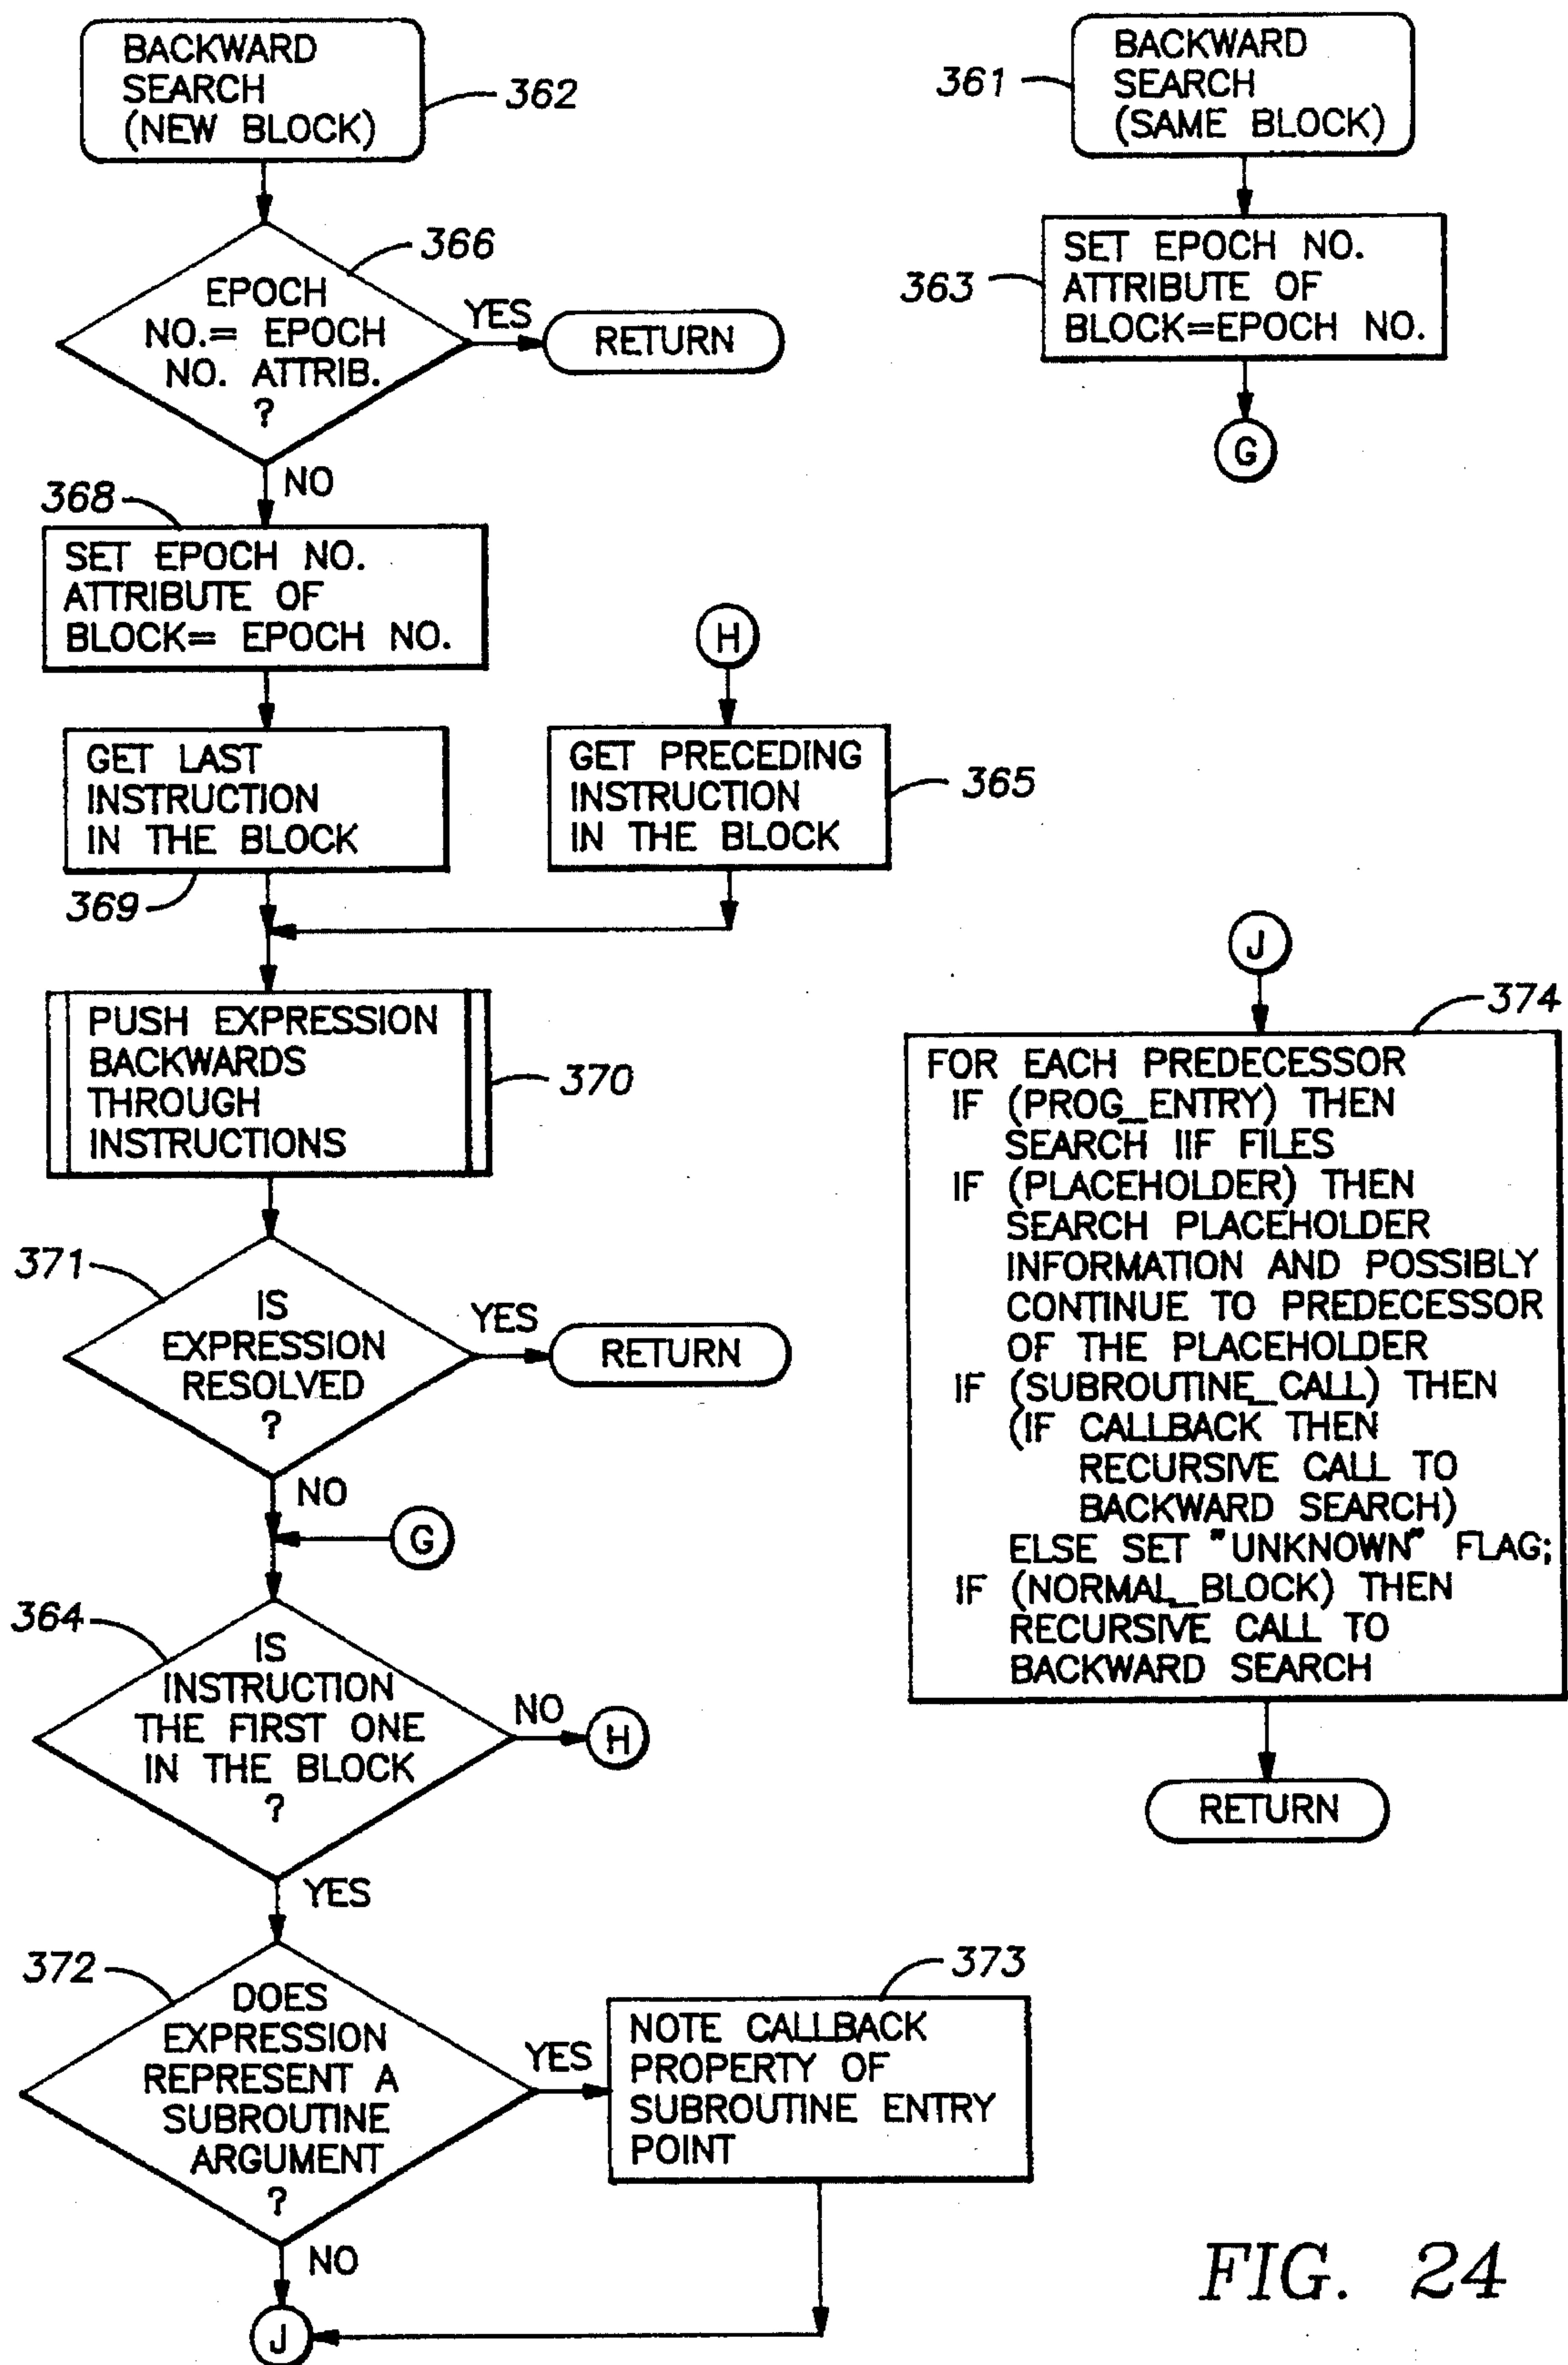 BACKWARD
SEARCH
(NEW BLOCK)
362
366
EPOCH
NO.= EPOCH
NO. ATTRIB.
?
YES
RETURN
NO
368
SET EPOCH NO.
ATTRIBUTE OF
BLOCK= EPOCH NO.
GET LAST
INSTRUCTION
IN THE BLOCK
369
H
GET PRECEDING
INSTRUCTION
IN THE BLOCK
365
PUSH EXPRESSION
BACKWARDS
THROUGH
INSTRUCTIONS
370
371
IS
EXPRESSION
RESOLVED
?
YES
RETURN
NO
G
364
IS
INSTRUCTION
THE FIRST ONE
IN THE BLOCK
?
NO
H
YES
372
DOES
EXPRESSION
REPRESENT A
SUBROUTINE
ARGUMENT
?
YES
373
NOTE CALLBACK
PROPERTY OF
SUBROUTINE ENTRY
POINT
NO
J
361
BACKWARD
SEARCH
(SAME BLOCK)
363
SET EPOCH NO.
ATTRIBUTE OF
BLOCK=EPOCH NO.
G
J
374
FOR EACH PREDECESSOR
IF (PROG_ENTRY) THEN
SEARCH IIF FILES
IF (PLACEHOLDER) THEN
SEARCH PLACEHOLDER
INFORMATION AND POSSIBLY
CONTINUE TO PREDECESSOR
OF THE PLACEHOLDER
IF (SUBROUTINE_CALL) THEN
(IF CALLBACK THEN
RECURSIVE CALL TO
BACKWARD SEARCH)
ELSE SET "UNKNOWN" FLAG;
IF (NORMAL_BLOCK) THEN
RECURSIVE CALL TO
BACKWARD SEARCH
RETURN
FIG. 24